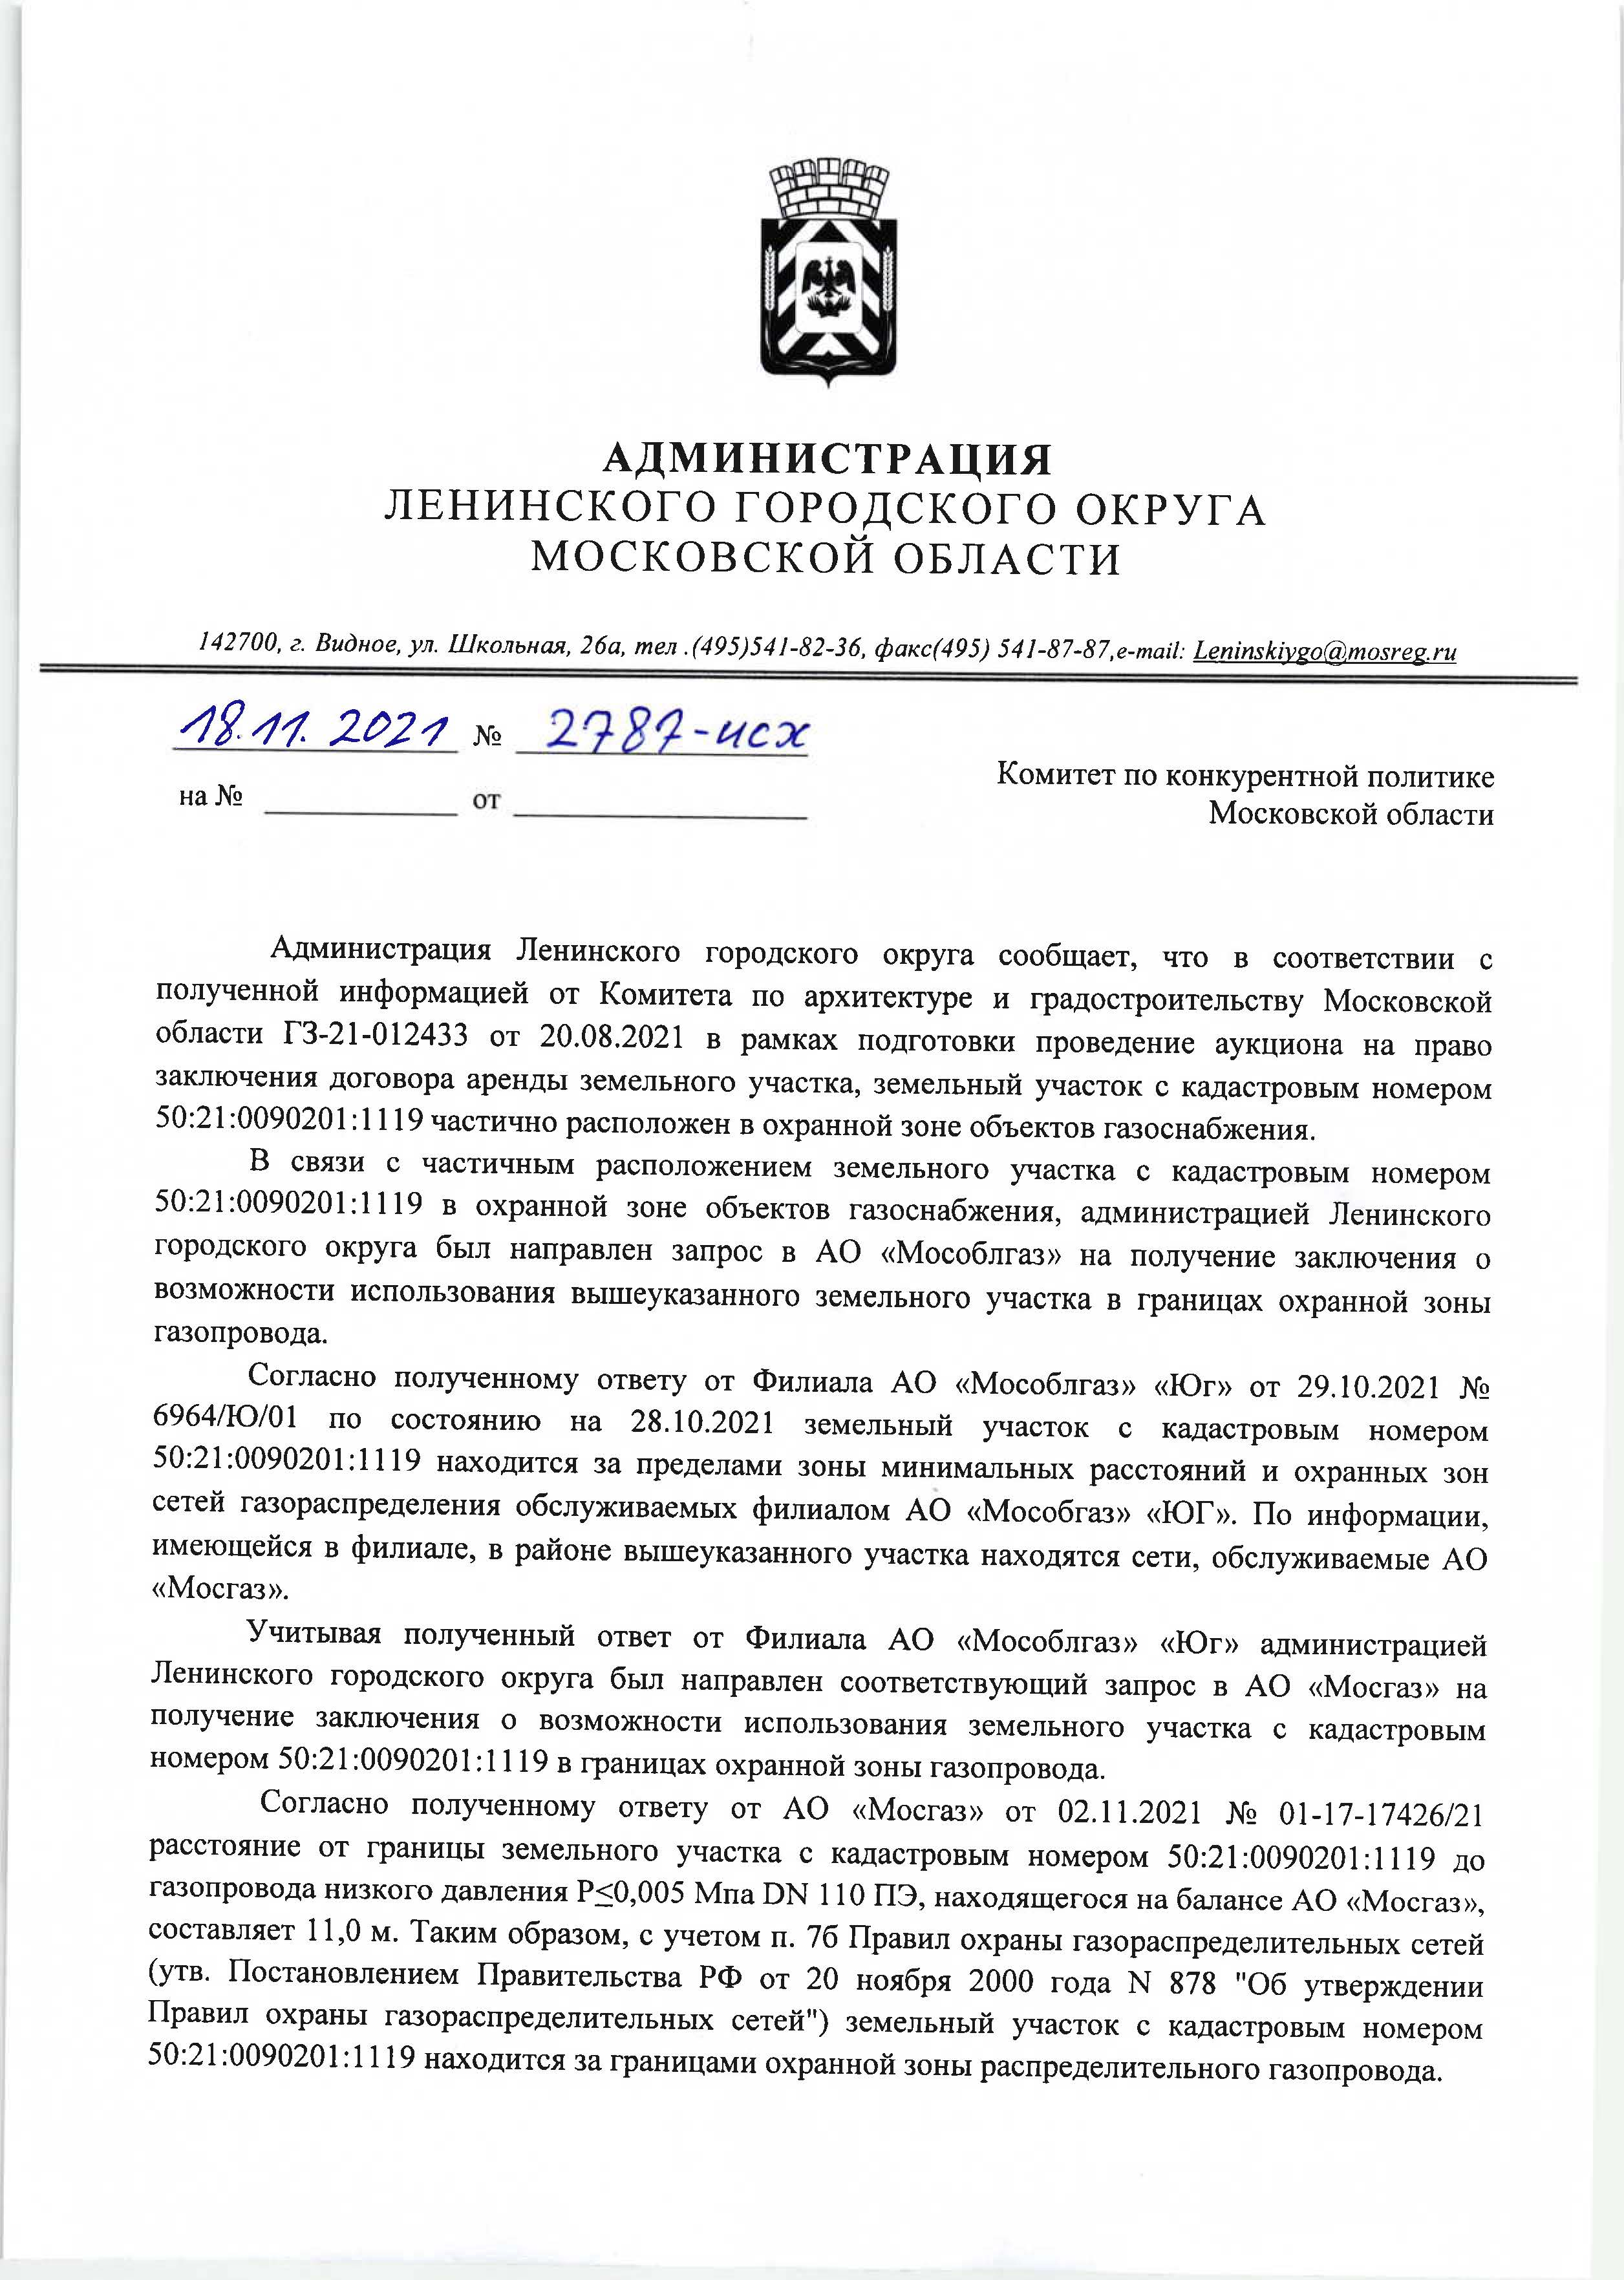 АДМИНИСТРАЦИЯ
ЛЕНИНСКОГО ГОРОДСКОГО ОКРУГА
МОСКОВСКОЙ ОБЛАСТИ
142700, г. Видное, ул. Школьная, 26а, тел .(495)541-82-36, факс(495) 541-87-87,e-mail: Leninskiygo@mosreg.ru
18.11. 2021 № 2787-исх
на № от
Комитет по конкурентной политике
Московской области
Администрация Ленинского городского округа сообщает, что в соответствии с
полученной информацией от Комитета по архитектуре и градостроительству Московской
области ГЗ-21-012433 от 20.08.2021 в рамках подготовки проведение аукциона на право
заключения договора аренды земельного участка, земельный участок с кадастровым номером
50:21:0090201:1119 частично расположен в охранной зоне объектов газоснабжения.
В связи с частичным расположением земельного участка с кадастровым номером
50:21:0090201:1119 в охранной зоне объектов газоснабжения, администрацией Ленинского
городского округа был направлен запрос в АО «Мособлгаз» на получение заключения о
возможности использования вышеуказанного земельного участка в границах охранной зоны
газопровода.
Согласно полученному ответу от Филиала АО «Мособлгаз» «Юг» от 29.10.2021 №
6964/Ю/01 по состоянию на 28.10.2021 земельный участок с кадастровым номером
50:21:0090201:1119 находится за пределами зоны минимальных расстояний и охранных зон
сетей газораспределения обслуживаемых филиалом АО «Мособгаз» «ЮГ». По информации,
имеющейся в филиале, в районе вышеуказанного участка находятся сети, обслуживаемые АО
«Мосгаз».
Учитывая полученный ответ от Филиала АО «Мособлгаз» «Юг» администрацией
Ленинского городского округа был направлен соответствующий запрос в АО «Мосгаз» на
получение заключения о возможности использования земельного участка с кадастровым
номером 50:21:0090201:1119 в границах охранной зоны газопровода.
Согласно полученному ответу от АО «Мосгаз» от 02.11.2021 № 01-17-17426/21
расстояние от границы земельного участка с кадастровым номером 50:21:0090201:1119 до
газопровода низкого давления Р≤0,005 Мпа DN 110 ПЭ, находящегося на балансе АО «Мосгаз»,
составляет 11,0 м. Таким образом, с учетом п. 7б Правил охраны газораспределительных сетей
(утв. Постановлением Правительства РФ от 20 ноября 2000 года N 878 "Об утверждении
Правил охраны газораспределительных сетей") земельный участок с кадастровым номером
50:21:0090201:1119 находится за границами охранной зоны распределительного газопровода.